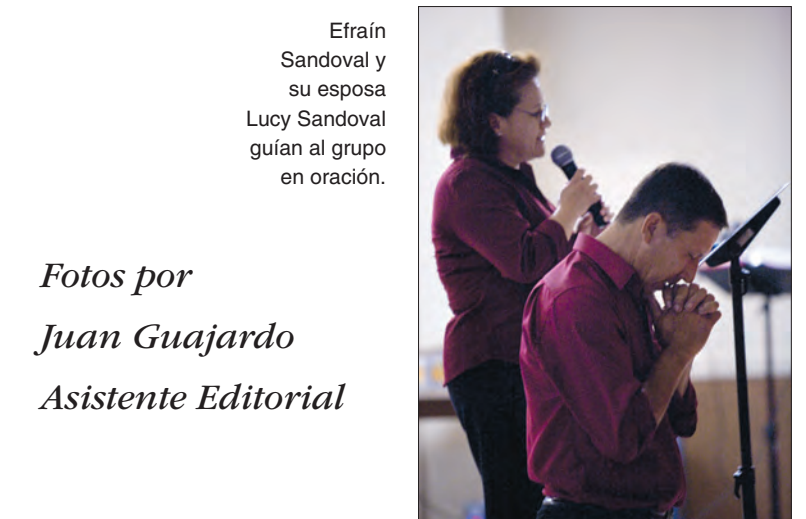 Efraín
Sandoval y
su esposa
Lucy Sandoval
guían al grupo
en oración.
Fotos por
Juan Guajardo
Asistente Editorial